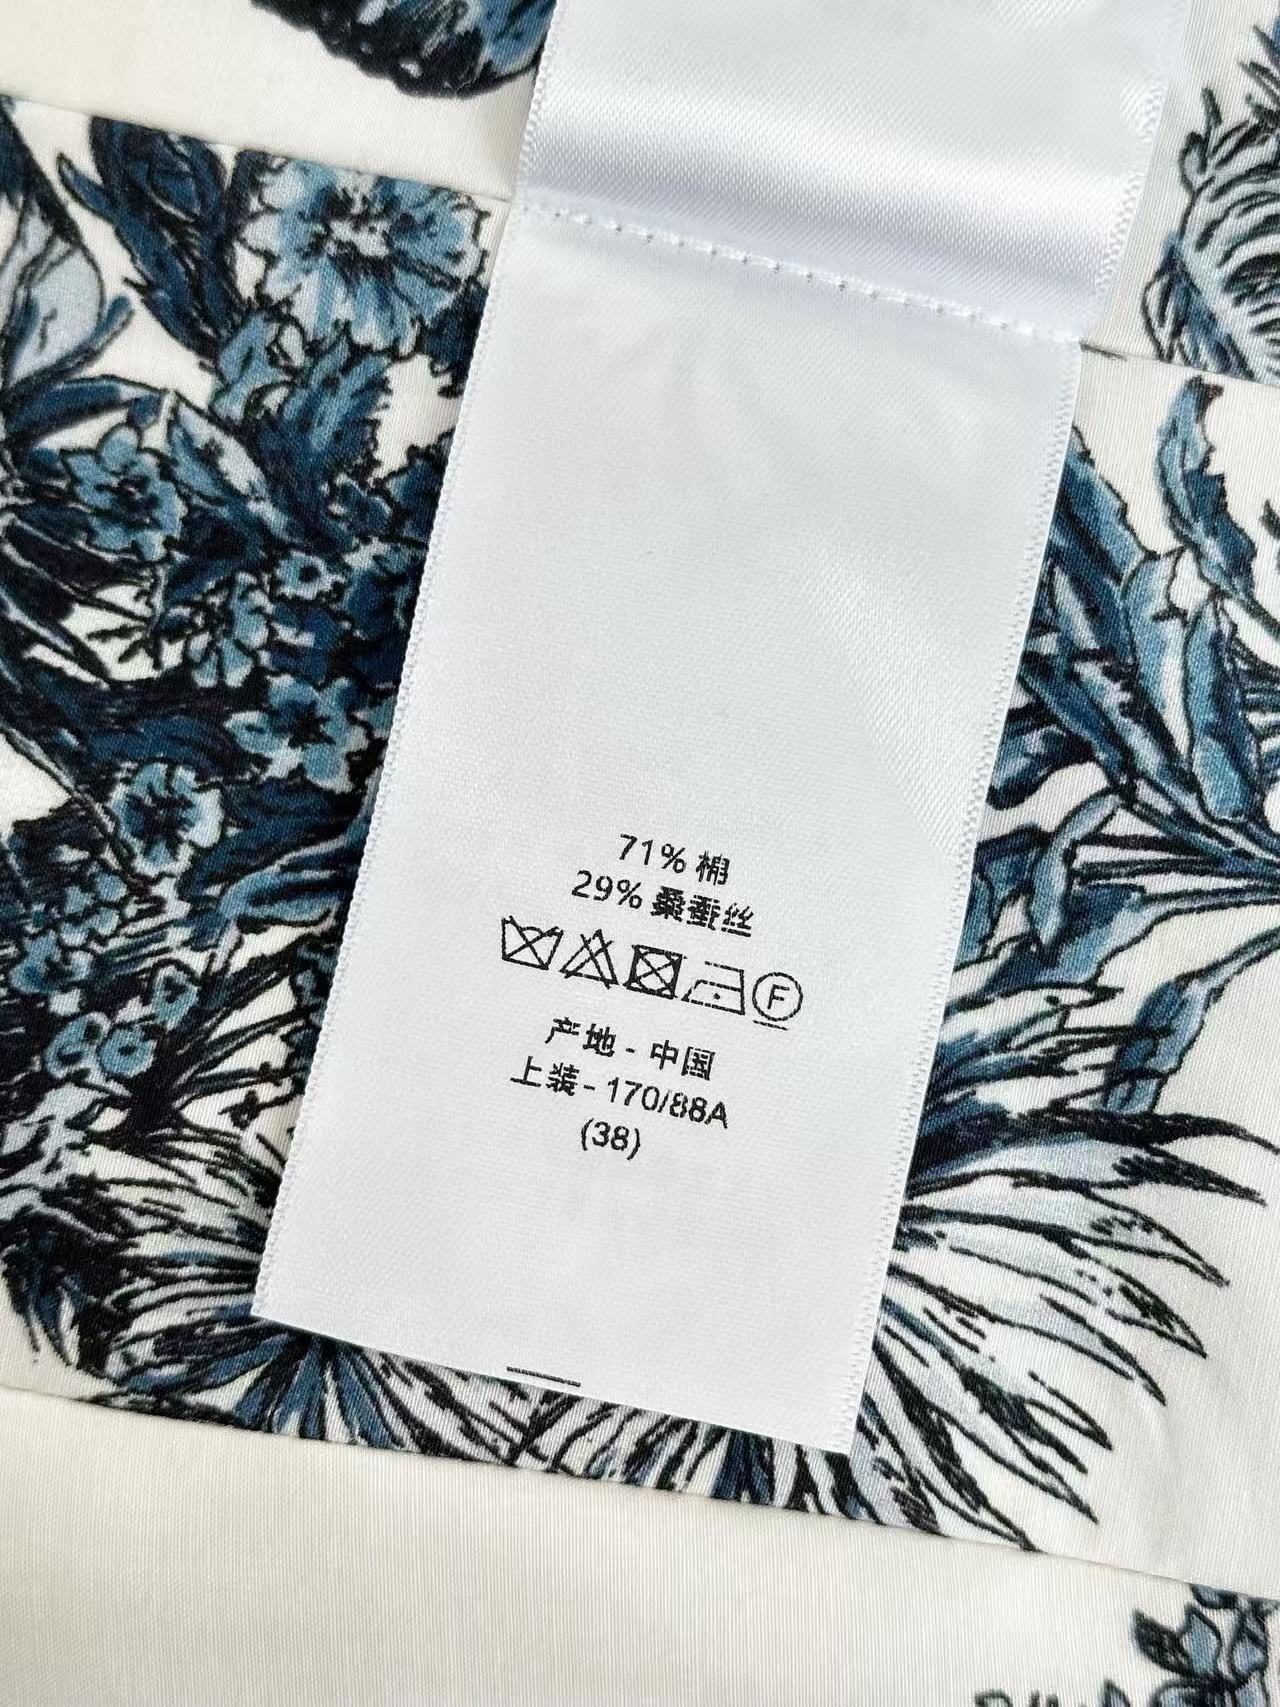 71% 棉
29% 桑蚕丝
F
产地 - 中国
上装 - 170/88A
(38)